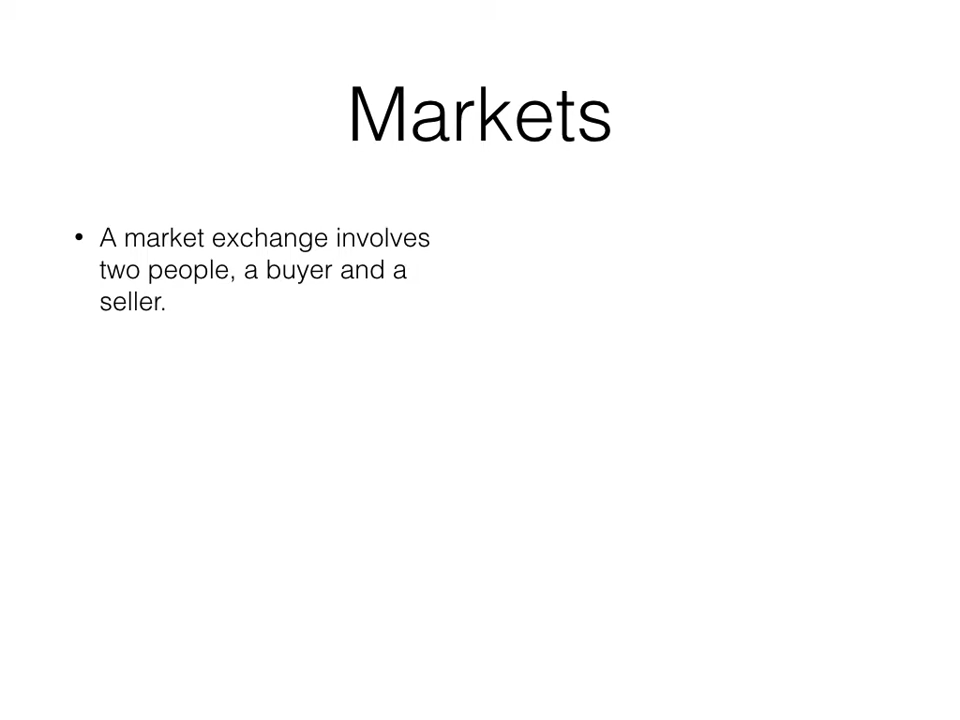 Markets
• A market exchange involves
two people, a buyer and a
seller.